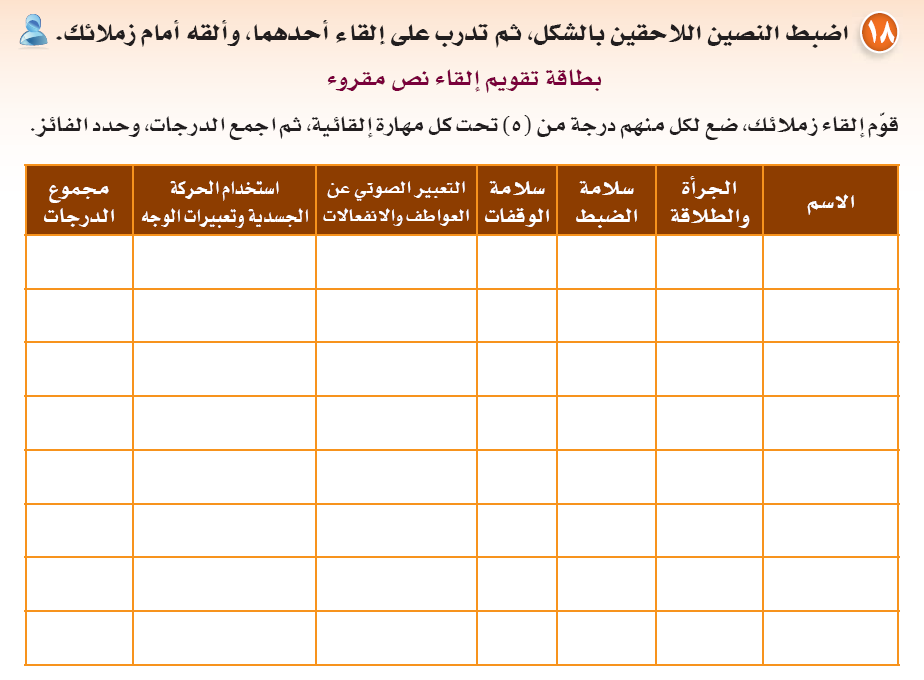 ١٨ اضبط النصين اللاحقين بالشكل، ثم تدرب على إلقاء أحدهما، وألقه أمام زملائك.
بطاقة تقويم إلقاء نص مقروء
قوّم إلقاء زملائك، ضع لكل منهم درجة من (٥) تحت كل مهارة إلقائية، ثم اجمع الدرجات، وحدد الفائز.
الاسم
الجرأة
والطلاقة
سلامة
الضبط
سلامة
الوقفات
التعبير الصوتي عن
العواطف والانفعالات
استخدام الحركة
الجسدية وتعبيرات الوجه
مجموع
الدرجات